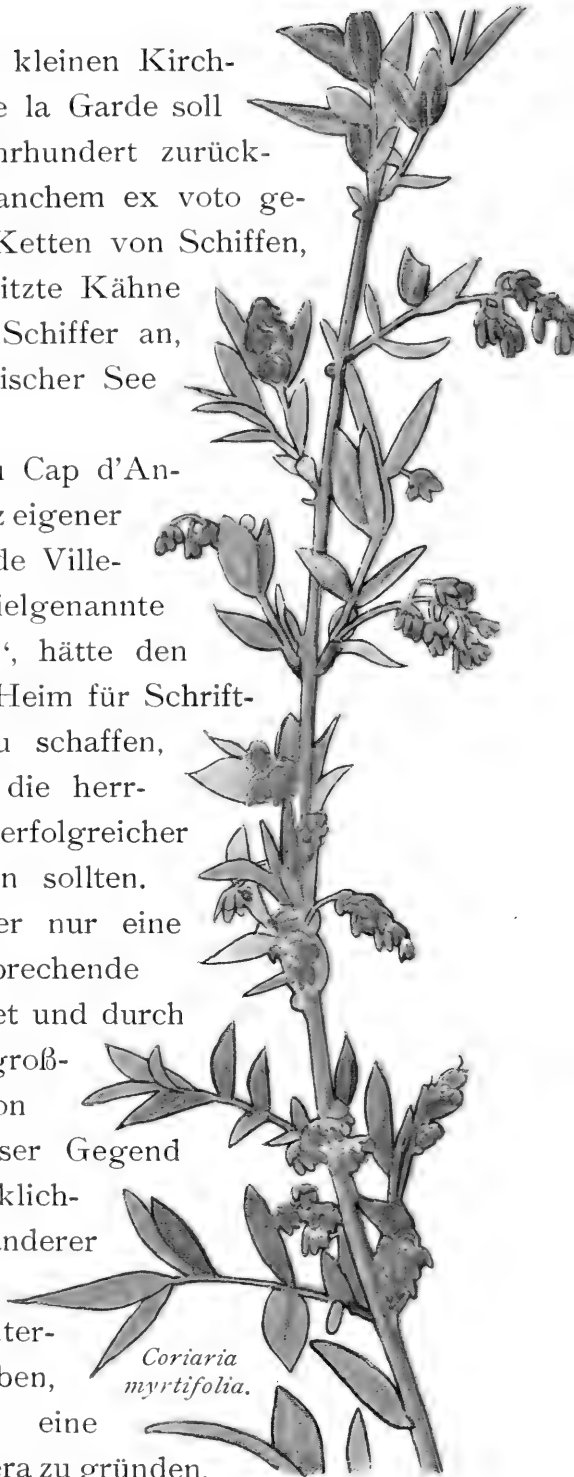 kleinen Kirch-
e la Garde soll
hrhundert zurück-
anchem ex voto ge-
Ketten von Schiffen,
itzte Kähne
Schiffer an,
ischer See
Cap d'An-
z eigener
de Ville-
ielgenannte
‘, hätte den
Heim für Schrift-
u schaffen,
die herr-
erfolgreicher
n sollten.
er nur eine
prechende
et und durch
groß-
on
ser Gegend
klich-
anderer
ter-
ben,
eine
era zu gründen.
Coriaria
myrtifolia.